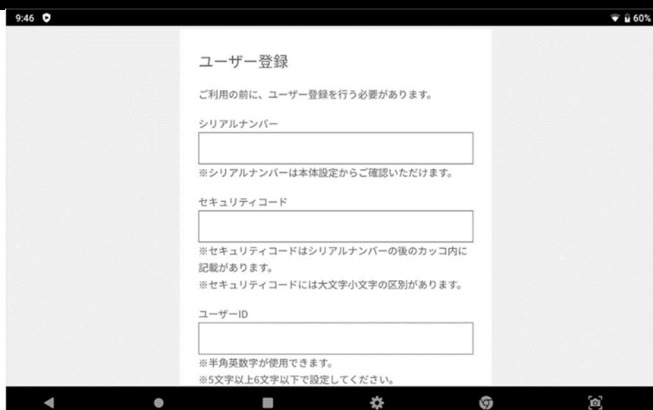 9:46
60%
ユーザー登録
ご利用の前に、ユーザー登録を行う必要があります。
シリアルナンバー
※シリアルナンバーは本体設定からご確認いただけます。
セキュリティコード
※セキュリティコードはシリアルナンバーの後のカッコ内に
記載があります。
※セキュリティコードには大文字小文字の区別があります。
ユーザーID
※半角英数字が使用できます。
※5文字以上6文字以下で設定してください。